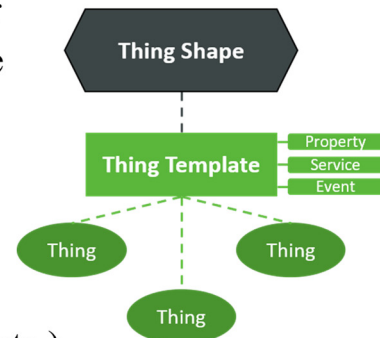 Thing Shape
Thing Template
Property
Service
Event
Thing
Thing
Thing